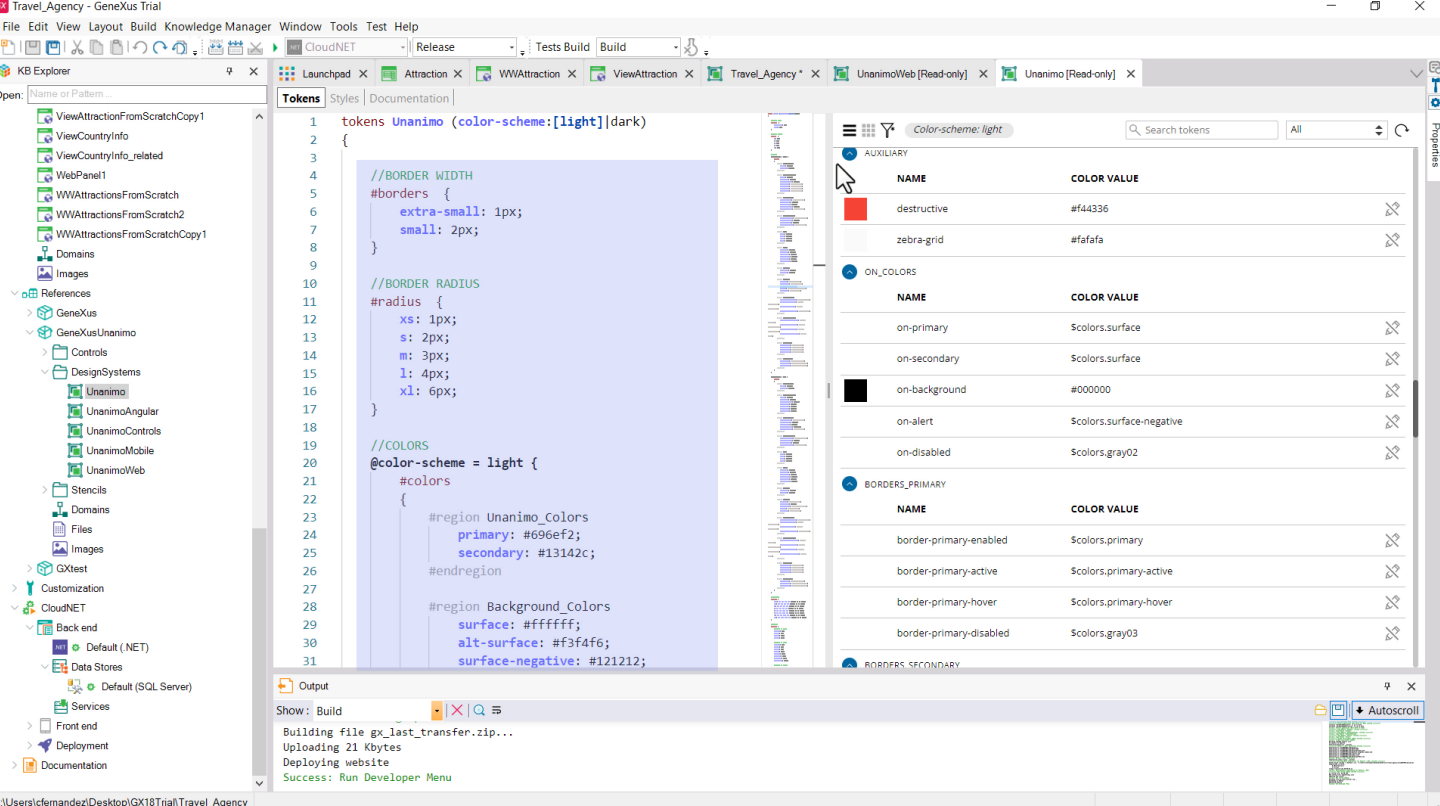 Travel_Agency - GeneXus Trial
File Edit View Layout Build Knowledge Manager Window Tools Test Help
CloudNET Release Tests Build Build
KB Explorer
Open: Name or Pattern ...
ViewAttractionFromScratchCopy1
ViewCountryInfo
ViewCountryInfo_related
WebPanel1
WWAttractionsFromScratch
WWAttractionsFromScratch2
WWAttractionsFromScratchCopy1
Domains
Images
References
GeneXus
GeneXusUnanimo
Controls
DesignSystems
Unanimo
UnanimoAngular
UnanimoControls
UnanimoMobile
UnanimoWeb
Stencils
Domains
Files
Images
GXtest
Customization
CloudNET
Back end
Default (.NET)
Data Stores
Default (SQL Server)
Services
Front end
Deployment
Documentation
Launchpad Attraction WWAttraction ViewAttraction Travel_Agency * UnanimoWeb [Read-only] Unanimo [Read-only]
Tokens Styles Documentation
1 tokens Unanimo (color-scheme:[light]|dark)
2 {
3
4 //BORDER WIDTH
5 #borders {
6 extra-small: 1px;
7 small: 2px;
8 }
9
10 //BORDER RADIUS
11 #radius {
12 xs: 1px;
13 s: 2px;
14 m: 3px;
15 l: 4px;
16 xl: 6px;
17 }
18
19 //COLORS
20 @color-scheme = light {
21 #colors
22 {
23 #region Unanimo_Colors
24 primary: #696ef2;
25 secondary: #13142c;
26 #endregion
27
28 #region Background_Colors
29 surface: #ffffff;
30 alt-surface: #f3f4f6;
31 surface-negative: #121212;
Color-scheme: light Search tokens All
AUXILIARY
NAME COLOR VALUE
destructive #f44336
zebra-grid #fafafa
ON_COLORS
NAME COLOR VALUE
on-primary $colors.surface
on-secondary $colors.surface
on-background #000000
on-alert $colors.surface-negative
on-disabled $colors.gray02
BORDERS_PRIMARY
NAME COLOR VALUE
border-primary-enabled $colors.primary
border-primary-active $colors.primary-active
border-primary-hover $colors.primary-hover
border-primary-disabled $colors.gray03
BORDERS_SECONDARY
Properties
Output
Show: Build Autoscroll
Building file gx_last_transfer.zip...
Uploading 21 Kbytes
Deploying website
Success: Run Developer Menu
:\Users\cfernandez\Desktop\GX18Trial\Travel_Agency